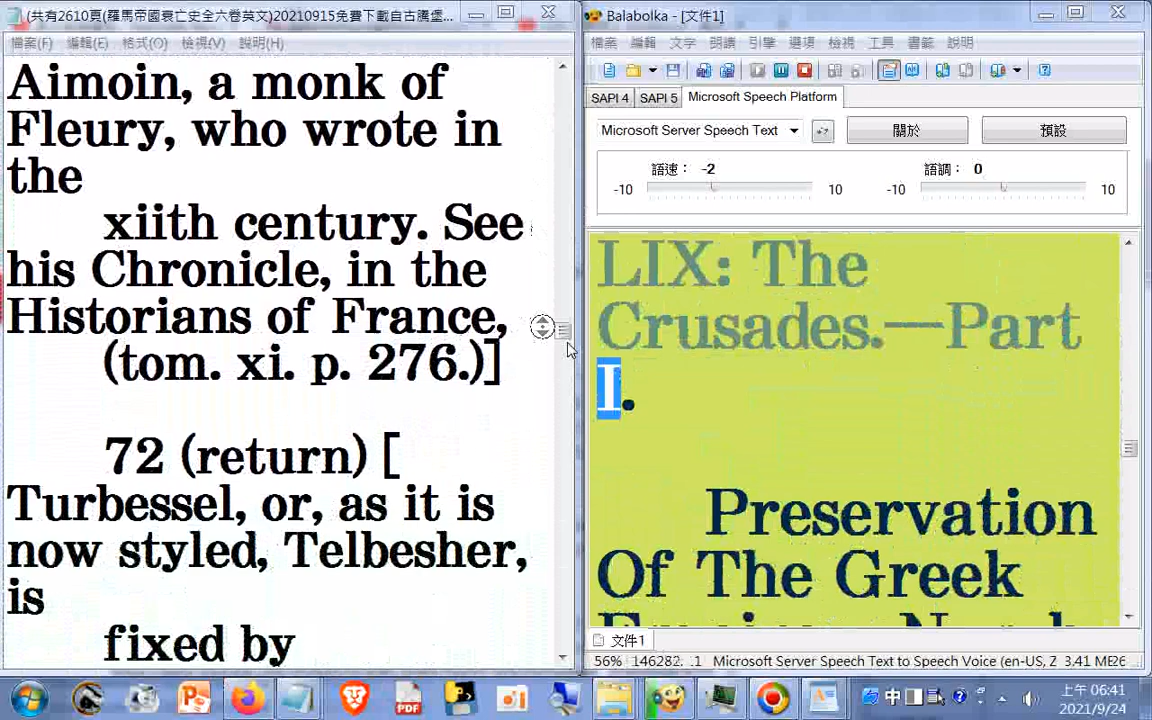 (共有2610頁(羅馬帝國衰亡史全六卷英文)20210915免費下載自古騰堡...
檔案(F) 編輯(E) 格式(O) 檢視(V) 說明(H)
Aimoin, a monk of
Fleury, who wrote in
the
xiith century. See
his Chronicle, in the
Historians of France,
(tom. xi. p. 276.)]
72 (return) [
Turbessel, or, as it is
now styled, Telbesher,
is
fixed by
Balabolka - [文件1]
檔案 編輯 文字 朗讀 引擎 選項 檢視 工具 書籤 說明
SAPI 4 SAPI 5 Microsoft Speech Platform
Microsoft Server Speech Text 關於 預設
語速: -2 語調: 0
-10 10 -10 10
LIX: The
Crusades.—Part
I.
Preservation
Of The Greek
文件1
56% 146282. .1 Microsoft Server Speech Text to Speech Voice (en-US, Z 3.41 ME26
中
上午 06:41
2021/9/24